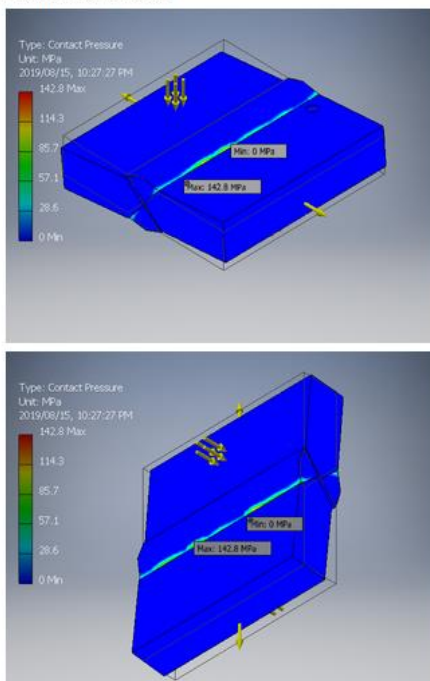 Type: Contact Pressure
Unit: MPa
2019/08/15, 10:27:27 PM
142.8 Max
114.3
85.7
57.1
28.6
0 Min
Min: 0 MPa
Max: 142.8 MPa
Type: Contact Pressure
Unit: MPa
2019/08/15, 10:27:27 PM
142.8 Max
114.3
85.7
57.1
28.6
0 Min
Min: 0 MPa
Max: 142.8 MPa